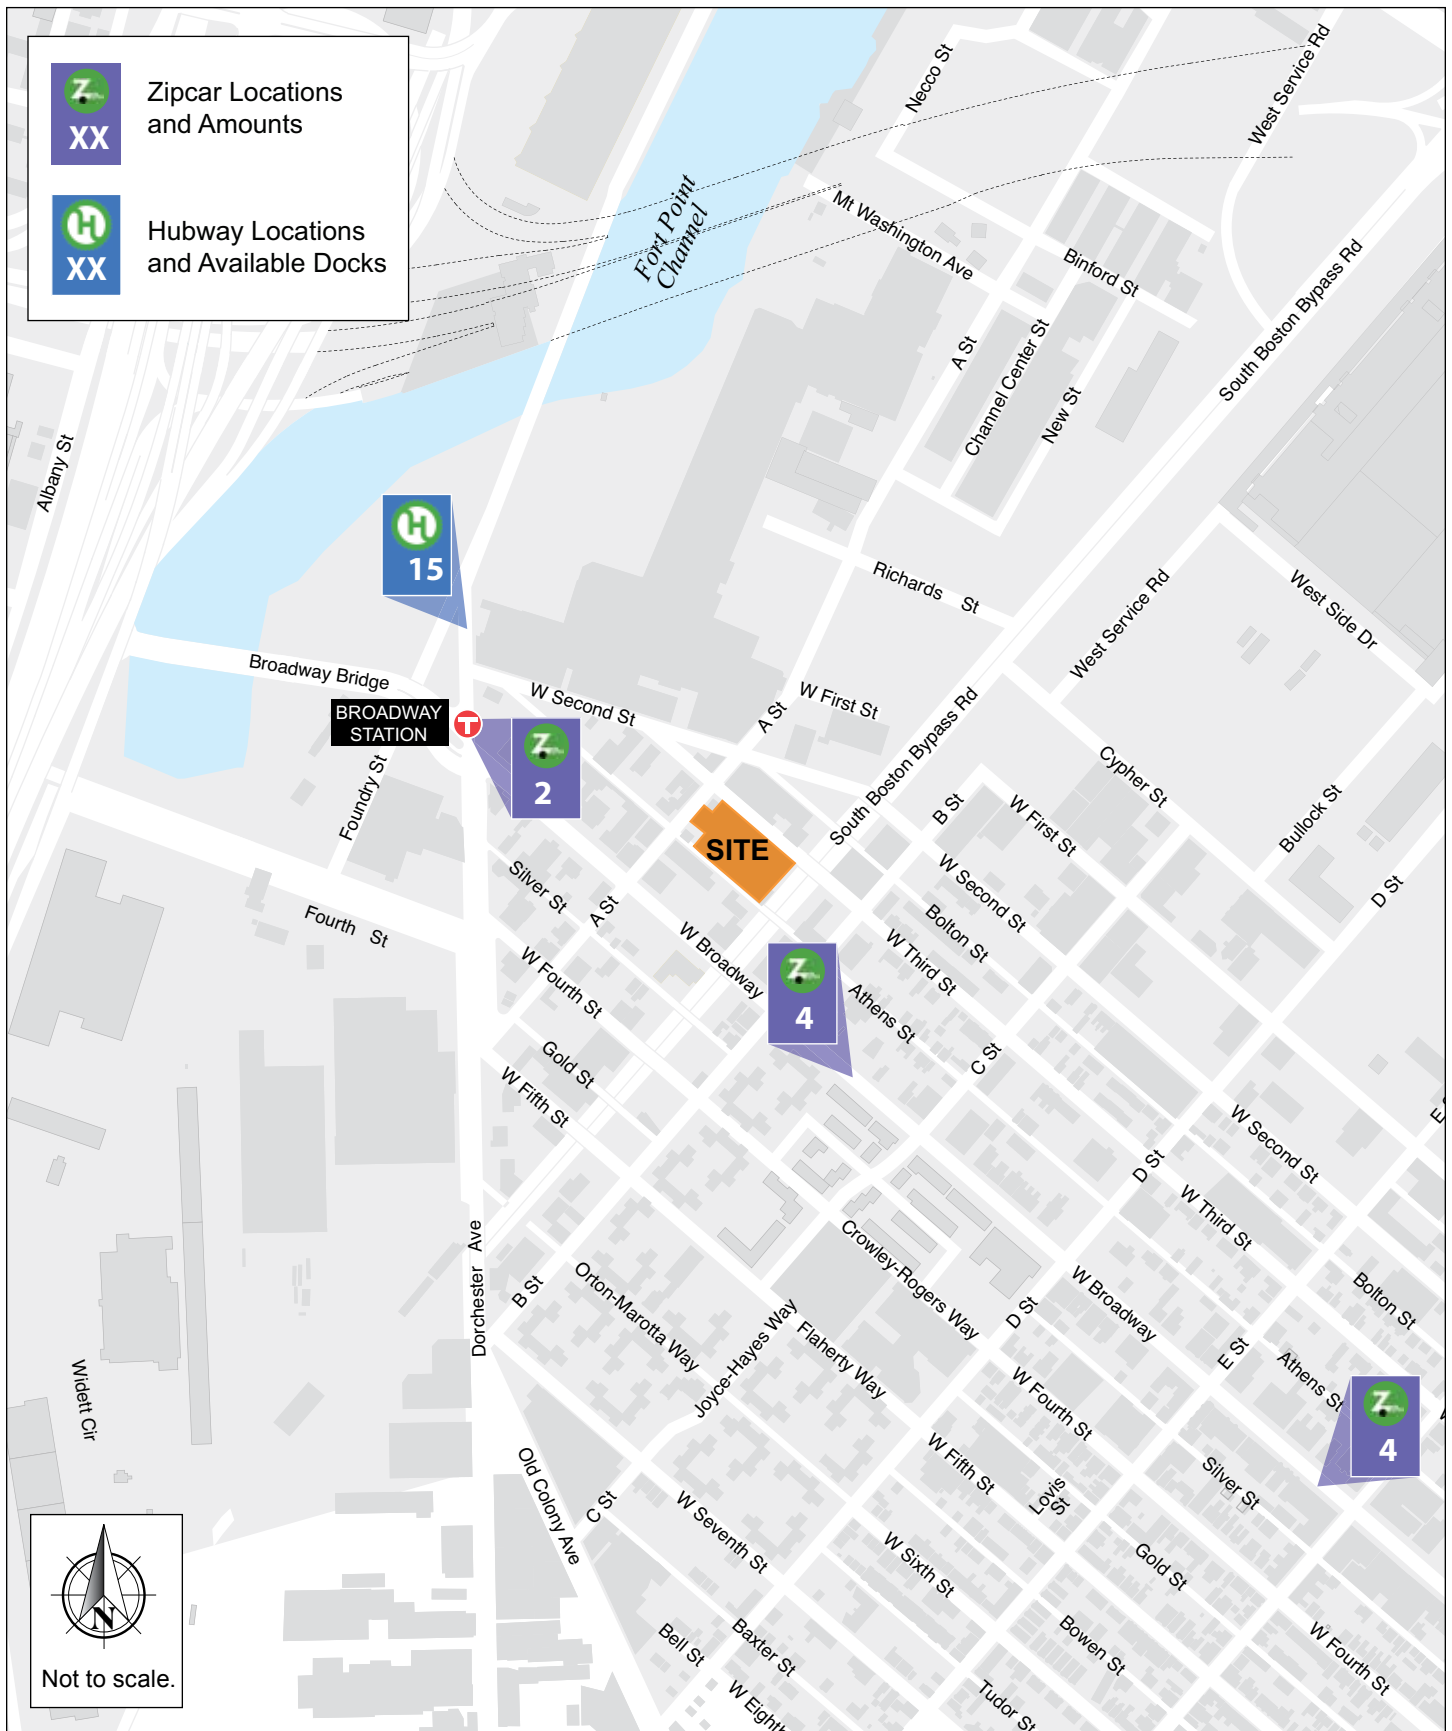 Zipcar Locations
and Amounts
XX
Hubway Locations
and Available Docks
XX
Necco St
West Service Rd
Fort Point
Channel
Mt Washington Ave
Binford St
South Boston Bypass Rd
A St
Channel Center St
New St
Albany St
15
Richards St
West Service Rd
West Side Dr
Broadway Bridge
BROADWAY
STATION
T
W Second St
A St
W First St
South Boston Bypass Rd
2
Foundry St
Cypher St
B St
W First St
Bullock St
SITE
Silver St
A St
W Second St
D St
Fourth St
W Broadway
Bolton St
W Third St
W Fourth St
4
Athens St
Gold St
C St
W Fifth St
W Second St
D St
W Third St
Dorchester Ave
B St
Orton-Marotta Way
Crowley-Rogers Way
D St
W Broadway
Bolton St
Joyce-Hayes Way
Flaherty Way
E St
Athens St
Widett Cir
W Fourth St
4
Old Colony Ave
C St
W Fifth St
Lovis
St
Silver St
W Seventh St
W Sixth St
Gold St
N
Not to scale.
Bell St
Baxter St
Bowen St
W Fourth St
W Eighth
Tudor St